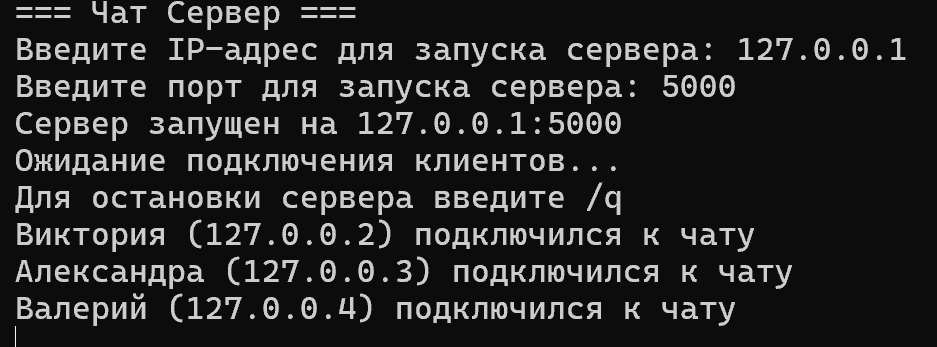 === Чат Сервер ===
Введите IP-адрес для запуска сервера: 127.0.0.1
Введите порт для запуска сервера: 5000
Сервер запущен на 127.0.0.1:5000
Ожидание подключения клиентов...
Для остановки сервера введите /q
Виктория (127.0.0.2) подключился к чату
Александра (127.0.0.3) подключился к чату
Валерий (127.0.0.4) подключился к чату